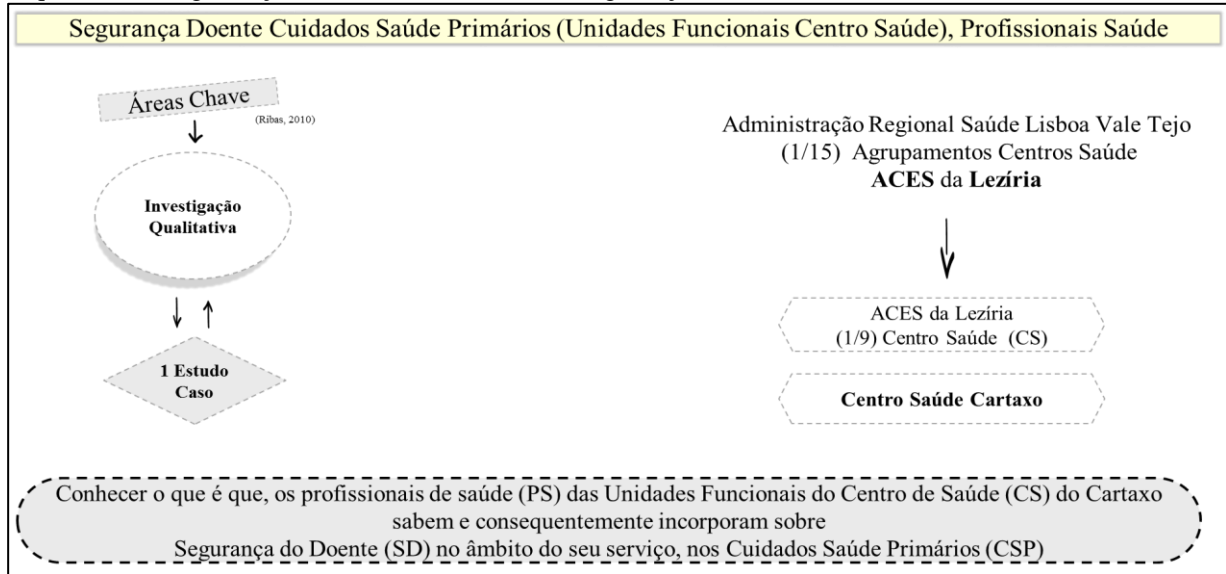 Segurança Doente Cuidados Saúde Primários (Unidades Funcionais Centro Saúde), Profissionais Saúde
Áreas Chave
(Ribas, 2010)
Investigação
Qualitativa
1 Estudo
Caso
Administração Regional Saúde Lisboa Vale Tejo
(1/15) Agrupamentos Centros Saúde
ACES da Lezíria
ACES da Lezíria
(1/9) Centro Saúde (CS)
Centro Saúde Cartaxo
Conhecer o que é que, os profissionais de saúde (PS) das Unidades Funcionais do Centro de Saúde (CS) do Cartaxo
sabem e consequentemente incorporam sobre
Segurança do Doente (SD) no âmbito do seu serviço, nos Cuidados Saúde Primários (CSP)